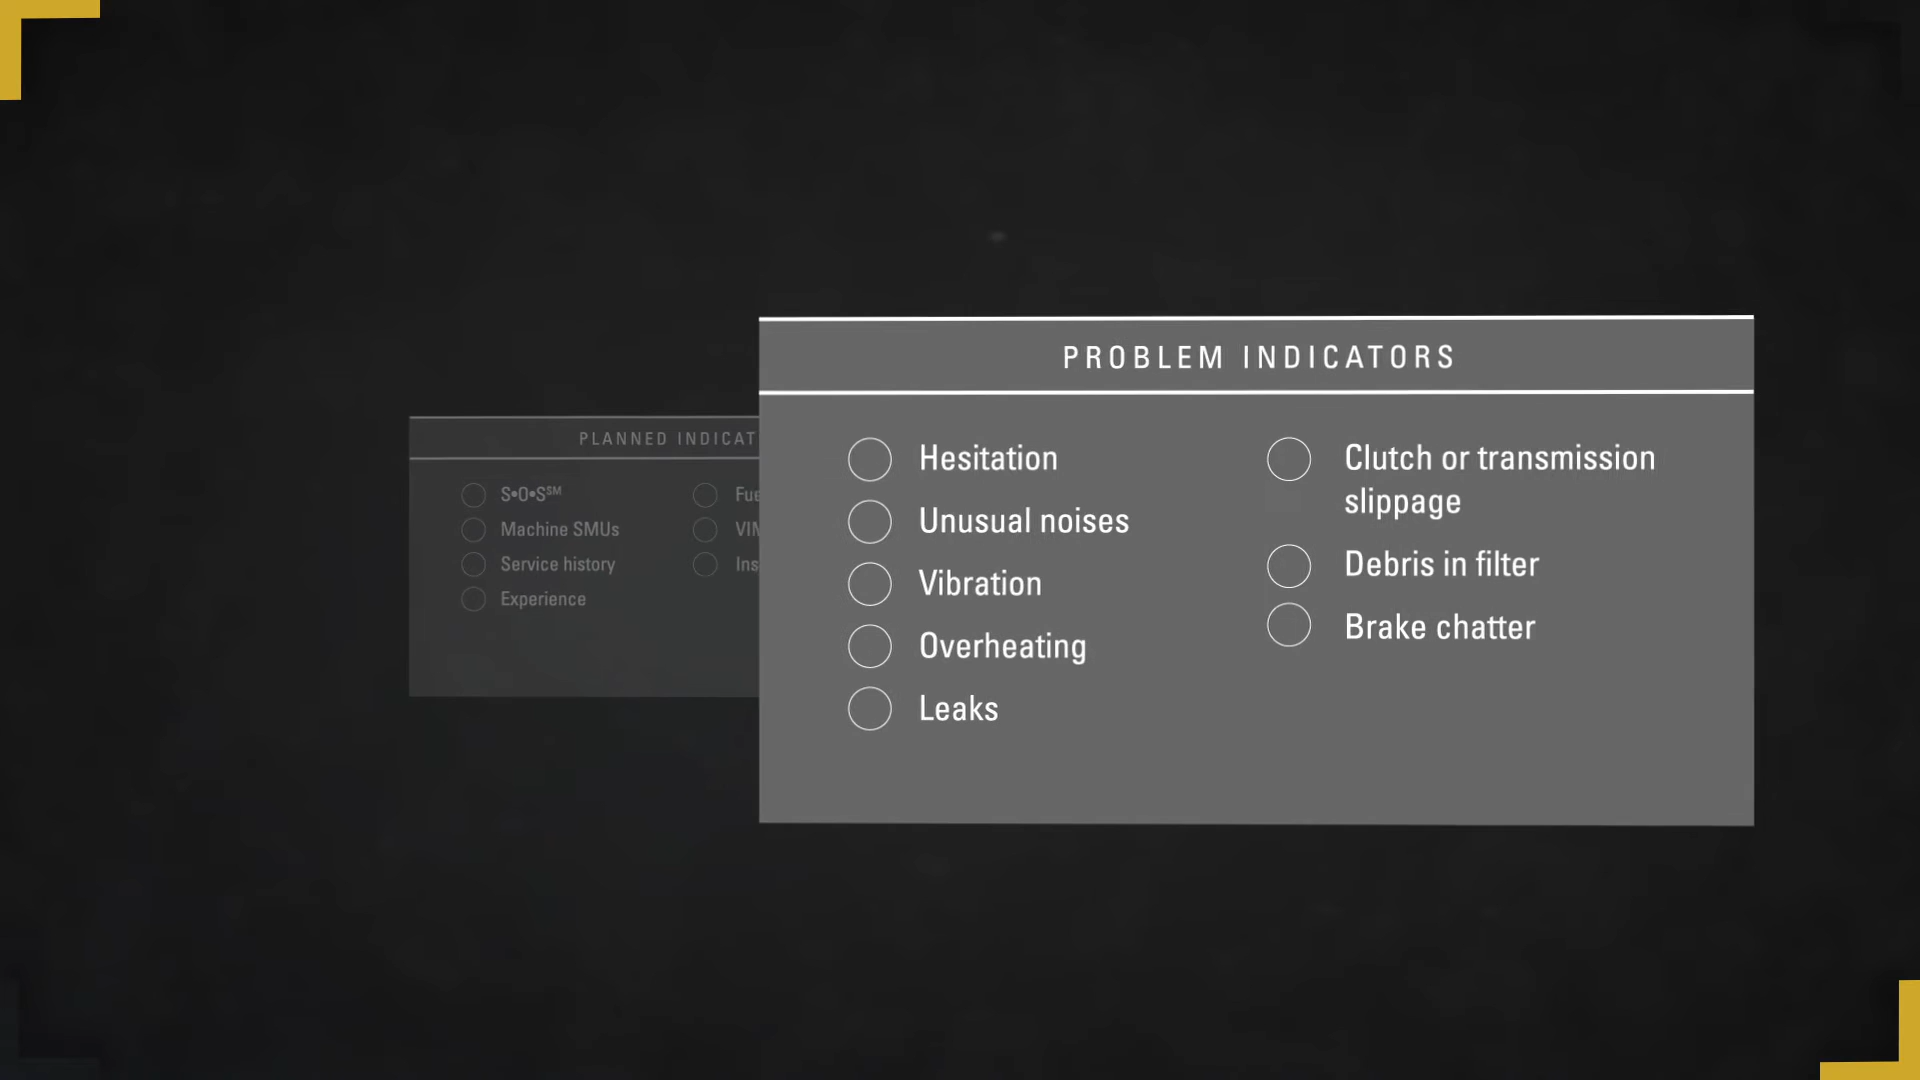 PROBLEM INDICATORS
Hesitation
Unusual noises
Vibration
Overheating
Leaks
Clutch or transmission
slippage
Debris in filter
Brake chatter
PLANNED
S•O•S℠
Machine SMUs
Service history
Experience